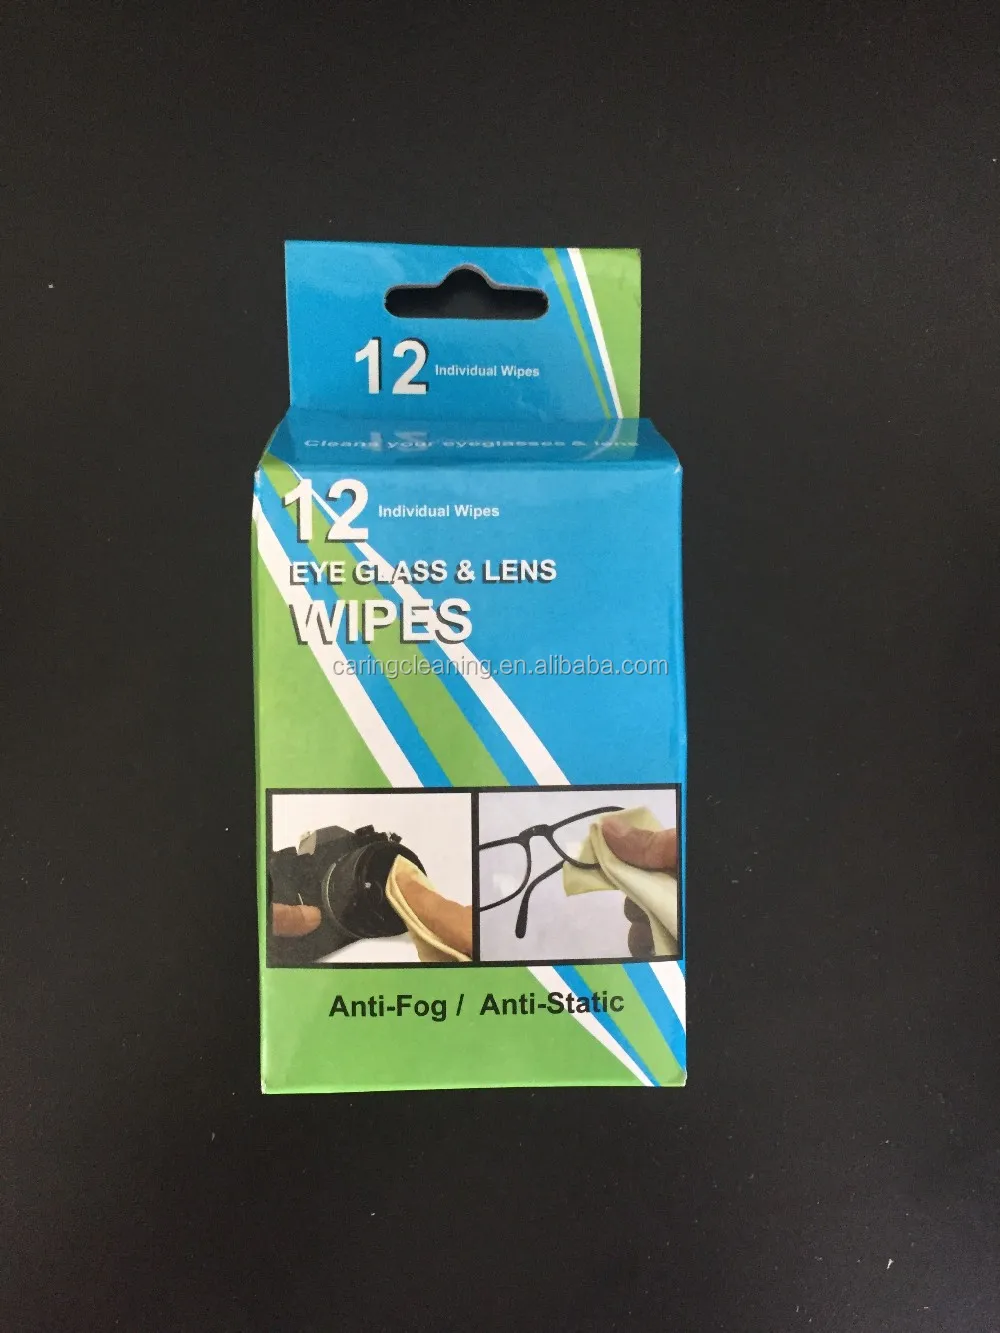 12 Individual Wipes
Cleans your eyeglasses & lens
12 Individual Wipes
EYE GLASS & LENS
WIPES
caringcleaning.en.alibaba.com
Anti-Fog / Anti-Static